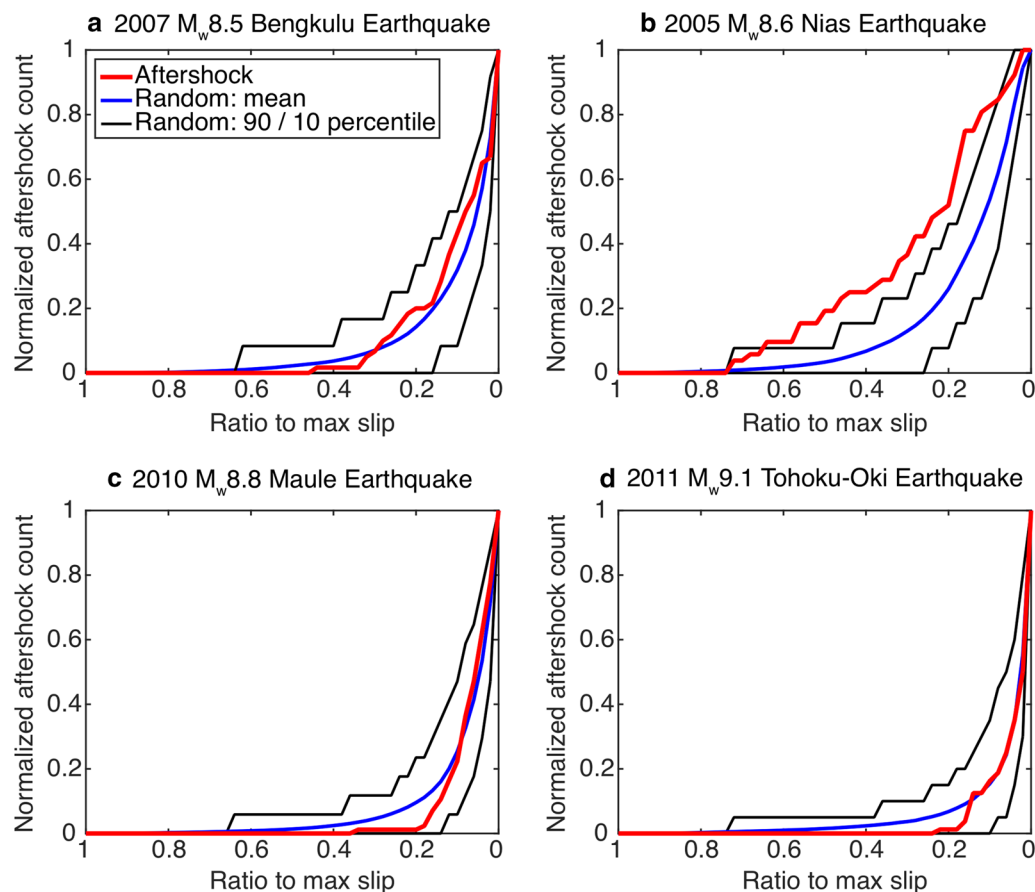 a 2007 Mw8.5 Bengkulu Earthquake
Normalized aftershock count
1
0.8
0.6
0.4
0.2
0
Aftershock
Random: mean
Random: 90 / 10 percentile
1 0.8 0.6 0.4 0.2 0
Ratio to max slip
b 2005 Mw8.6 Nias Earthquake
Normalized aftershock count
1
0.8
0.6
0.4
0.2
0
1 0.8 0.6 0.4 0.2 0
Ratio to max slip
c 2010 Mw8.8 Maule Earthquake
Normalized aftershock count
1
0.8
0.6
0.4
0.2
0
1 0.8 0.6 0.4 0.2 0
Ratio to max slip
d 2011 Mw9.1 Tohoku-Oki Earthquake
Normalized aftershock count
1
0.8
0.6
0.4
0.2
0
1 0.8 0.6 0.4 0.2 0
Ratio to max slip